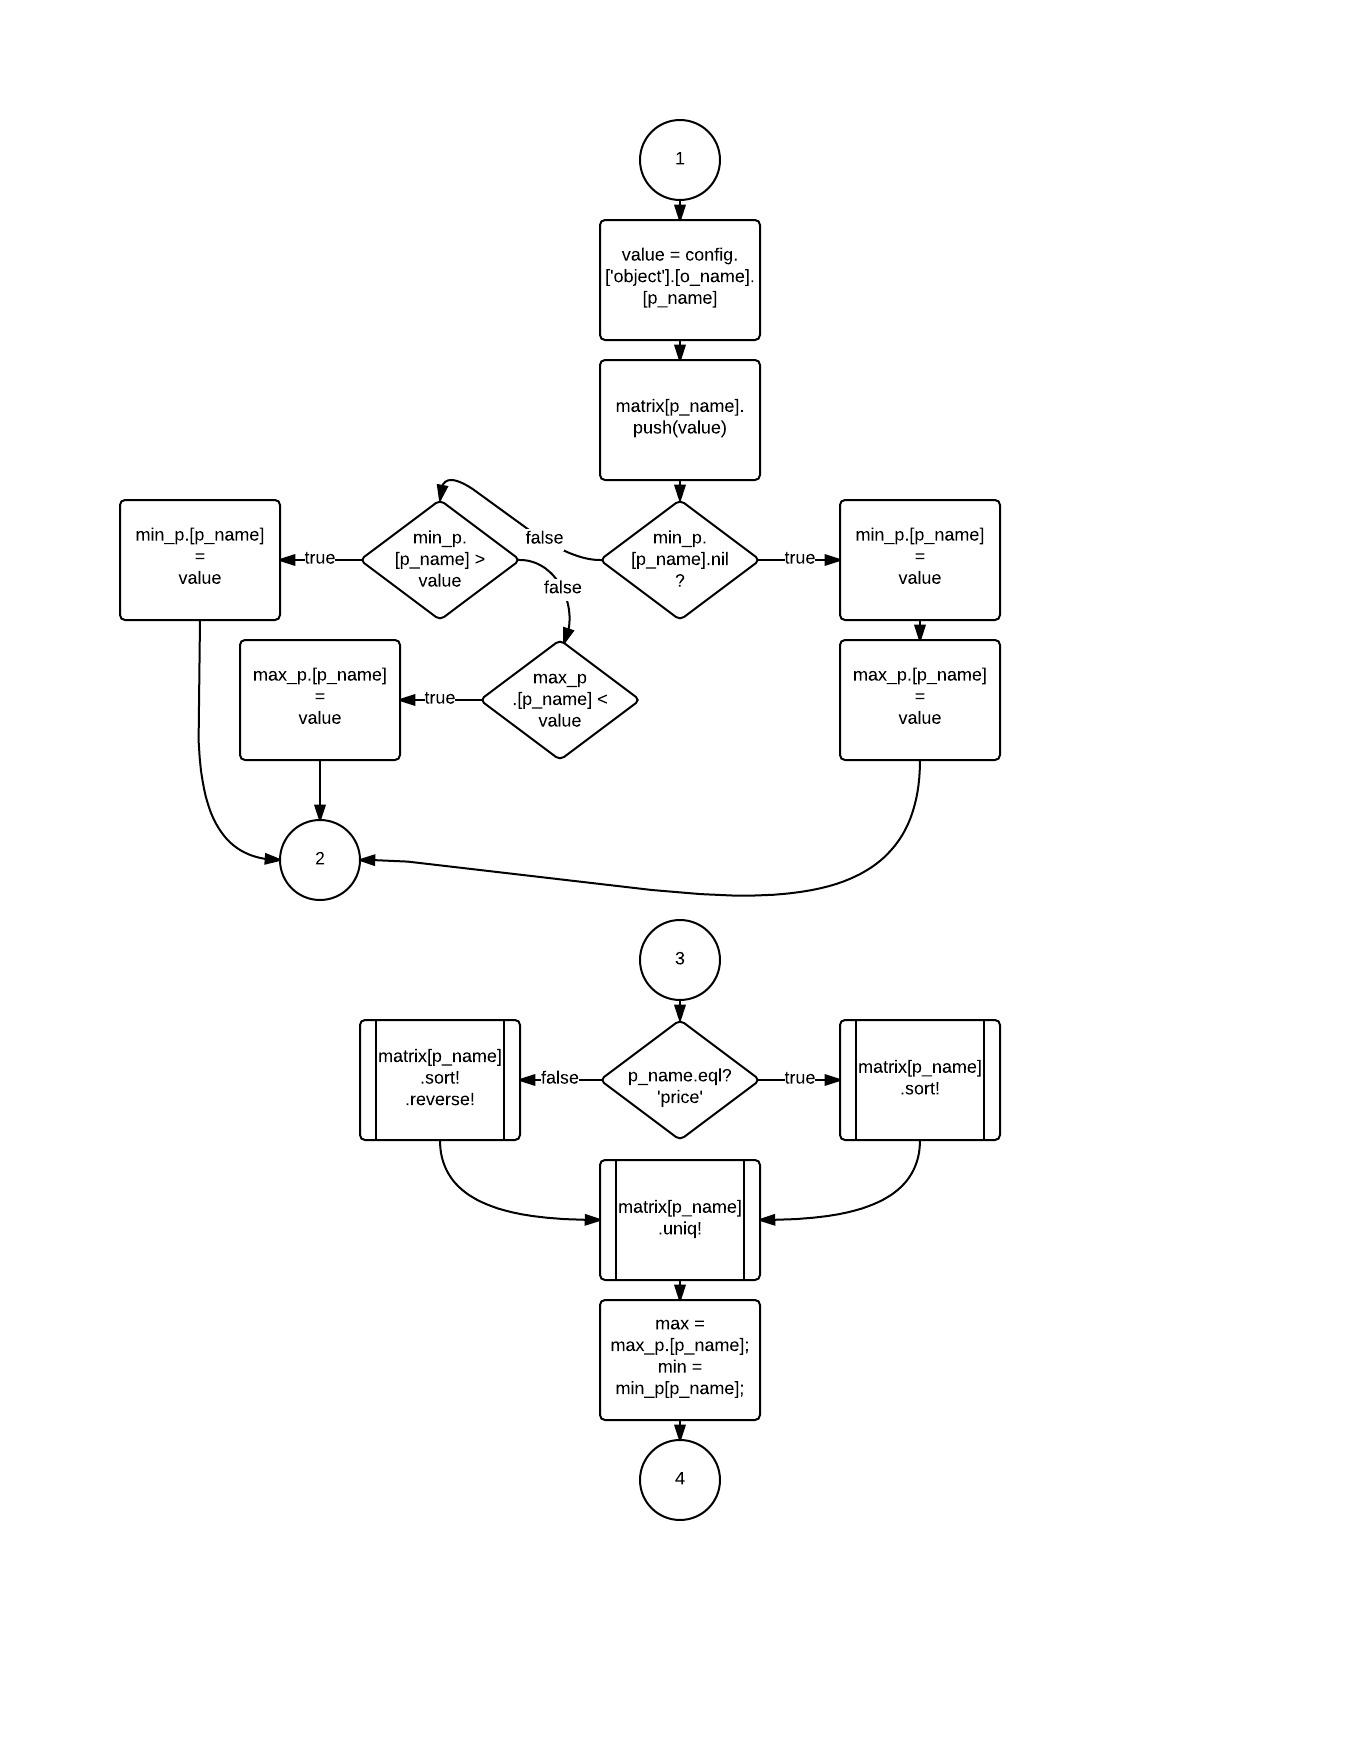 1
value = config.
['object'].[o_name].
[p_name]
matrix[p_name].
push(value)
min_p.[p_name]
=
value
true
min_p.
[p_name] >
value
false
false
min_p.
[p_name].nil
?
true
min_p.[p_name]
=
value
max_p.[p_name]
=
value
true
max_p
.[p_name] <
value
max_p.[p_name]
=
value
2
3
matrix[p_name]
.sort!
.reverse!
false
p_name.eql?
'price'
true
matrix[p_name]
.sort!
matrix[p_name]
.uniq!
max =
max_p.[p_name];
min =
min_p[p_name];
4